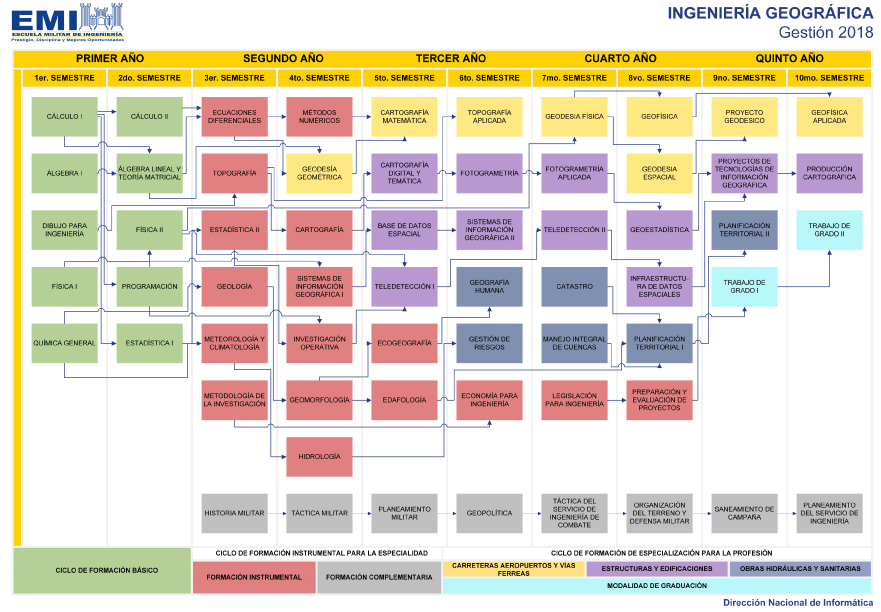 EMI
ESCUELA MILITAR DE INGENIERÍA
Prestigio, Disciplina y Mejores Oportunidades
INGENIERÍA GEOGRÁFICA
Gestión 2018
PRIMER AÑO
SEGUNDO AÑO
TERCER AÑO
CUARTO AÑO
QUINTO AÑO
1er. SEMESTRE
2do. SEMESTRE
3er. SEMESTRE
4to. SEMESTRE
5to. SEMESTRE
6to. SEMESTRE
7mo. SEMESTRE
8vo. SEMESTRE
9no. SEMESTRE
10mo. SEMESTRE
CÁLCULO I
CÁLCULO II
ECUACIONES
DIFERENCIALES
MÉTODOS
NUMÉRICOS
CARTOGRAFÍA
MATEMATICA
TOPOGRAFÍA
APLICADA
GEODESIA FÍSICA
GEOFÍSICA
PROYECTO
GEODESICO
GEOFÍSICA
APLICADA
ÁLGEBRA I
ÁLGEBRA LINEAL Y
TEORÍA MATRICIAL
TOPOGRAFÍA
GEODESÍA
GEOMÉTRICA
CARTOGRAFÍA
DIGITAL Y
TEMÁTICA
FOTOGRAMETRÍA
FOTOGRAMETRÍA
APLICADA
GEODESIA
ESPACIAL
PROYECTOS DE
TECNOLOGÍAS DE
INFORMACIÓN
GEOGRÁFICA
PRODUCCIÓN
CARTOGRÁFICA
DIBUJO PARA
INGENIERÍA
FÍSICA II
ESTADÍSTICA II
CARTOGRAFÍA
BASE DE DATOS
ESPACIAL
SISTEMAS DE
INFORMACIÓN
GEOGRÁFICA II
TELEDETECCIÓN II
GEOESTADÍSTICA
PLANIFICACIÓN
TERRITORIAL II
TRABAJO DE
GRADO II
FÍSICA I
PROGRAMACIÓN
GEOLOGÍA
SISTEMAS DE
INFORMACIÓN
GEOGRÁFICA I
TELEDETECCIÓN I
GEOGRAFÍA
HUMANA
CATASTRO
INFRAESTRUCTU-
RA DE DATOS
ESPACIALES
TRABAJO DE
GRADO I
QUÍMICA GENERAL
ESTADÍSTICA I
METEOROLOGÍA Y
CLIMATOLOGÍA
INVESTIGACIÓN
OPERATIVA
ECOGEOGRAFÍA
GESTIÓN DE
RIESGOS
MANEJO INTEGRAL
DE CUENCAS
PLANIFICACIÓN
TERRITORIAL I
METODOLOGÍA DE
LA INVESTIGACIÓN
GEOMORFOLOGÍA
EDAFOLOGÍA
ECONOMÍA PARA
INGENIERÍA
LEGISLACIÓN
PARA INGENIERÍA
PREPARACIÓN Y
EVALUACIÓN DE
PROYECTOS
HIDROLOGÍA
HISTORIA MILITAR
TÁCTICA MILITAR
PLANEAMIENTO
MILITAR
GEOPOLÍTICA
TÁCTICA DEL
SERVICIO DE
INGENIERÍA DE
COMBATE
ORGANIZACIÓN
DEL TERRENO Y
DEFENSA MILITAR
SANEAMIENTO DE
CAMPAÑA
PLANEAMIENTO
DEL SERVICIO DE
INGENIERÍA
CICLO DE FORMACIÓN BÁSICO
CICLO DE FORMACIÓN INSTRUMENTAL PARA LA ESPECIALIDAD
FORMACIÓN INSTRUMENTAL
FORMACIÓN COMPLEMENTARIA
CICLO DE FORMACIÓN DE ESPECIALIZACIÓN PARA LA PROFESIÓN
CARRETERAS AEROPUERTOS Y VÍAS
FERREAS
ESTRUCTURAS Y EDIFICACIONES
OBRAS HIDRÁULICAS Y SANITARIAS
MODALIDAD DE GRADUACIÓN
Dirección Nacional de Informática